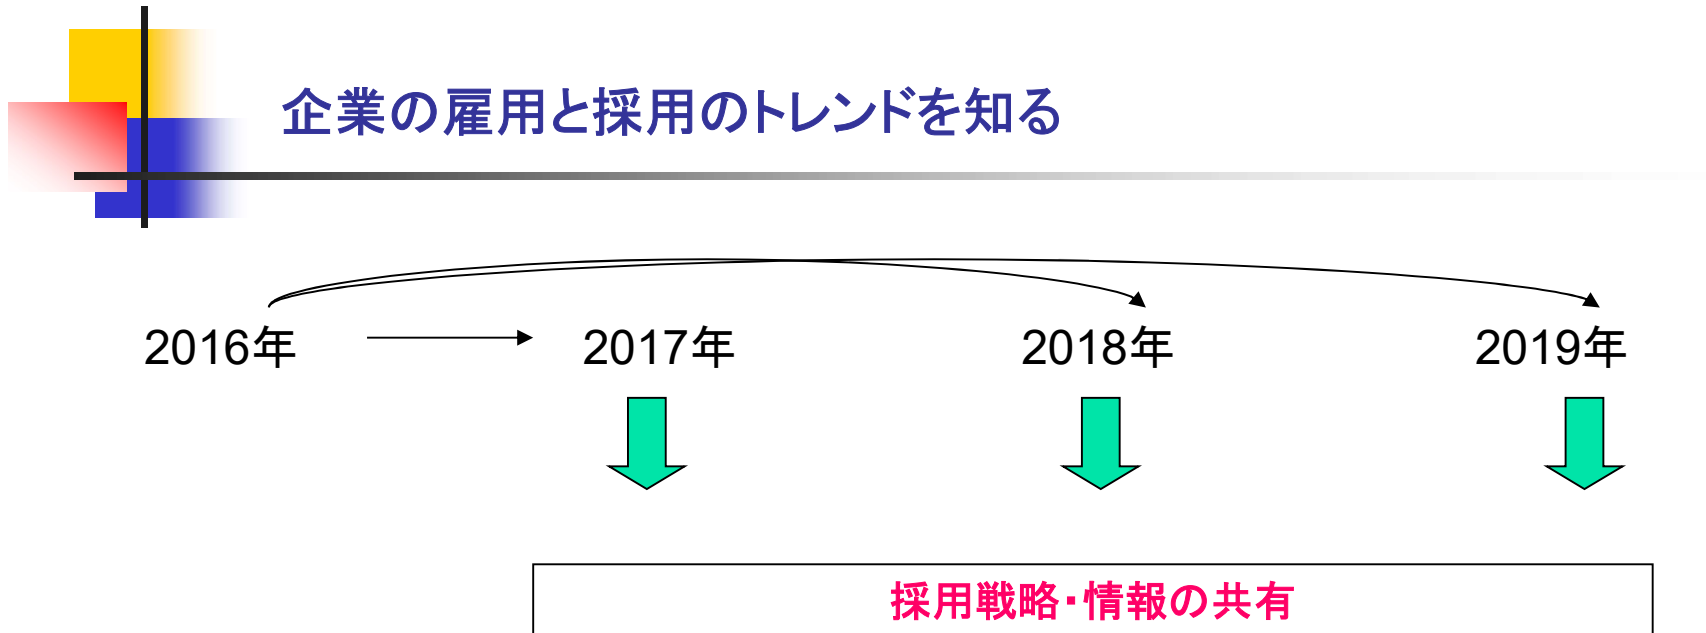 企業の雇用と採用のトレンドを知る
2016年 2017年 2018年 2019年
採用戦略・情報の共有